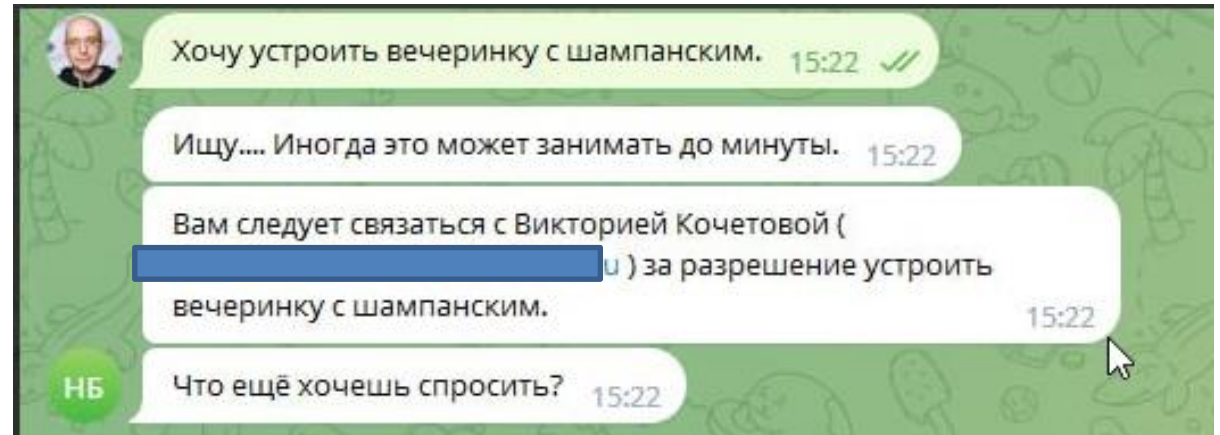 Хочу устроить вечеринку с шампанским. 15:22
Ищу.... Иногда это может занимать до минуты. 15:22
Вам следует связаться с Викторией Кочетовой (
u ) за разрешение устроить
вечеринку с шампанским. 15:22
НБ
Что ещё хочешь спросить? 15:22